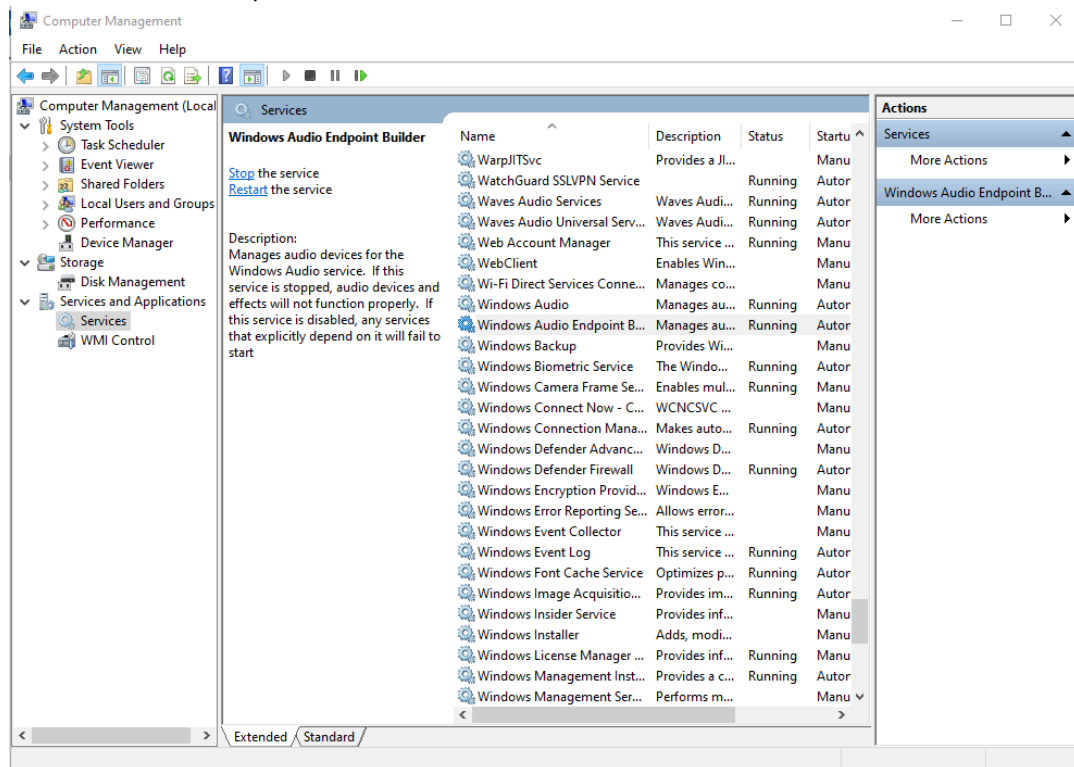 Computer Management
File Action View Help
Computer Management (Local
System Tools
Task Scheduler
Event Viewer
Shared Folders
Local Users and Groups
Performance
Device Manager
Storage
Disk Management
Services and Applications
Services
WMI Control
Services
Windows Audio Endpoint Builder
Stop the service
Restart the service
Description:
Manages audio devices for the
Windows Audio service. If this
service is stopped, audio devices and
effects will not function properly. If
this service is disabled, any services
that explicitly depend on it will fail to
start
Name Description Status Startu
WarpJITSvc Provides a JI... Manu
WatchGuard SSLVPN Service Running Autor
Waves Audio Services Waves Audi... Running Autor
Waves Audio Universal Serv... Waves Audi... Running Autor
Web Account Manager This service ... Running Manu
WebClient Enables Win... Manu
Wi-Fi Direct Services Conne... Manages co... Manu
Windows Audio Manages au... Running Autor
Windows Audio Endpoint B... Manages au... Running Autor
Windows Backup Provides Wi... Manu
Windows Biometric Service The Windo... Running Autor
Windows Camera Frame Se... Enables mul... Running Manu
Windows Connect Now - C... WCNCSVC ... Manu
Windows Connection Mana... Makes auto... Running Autor
Windows Defender Advanc... Windows D... Manu
Windows Defender Firewall Windows D... Running Autor
Windows Encryption Provid... Windows E... Manu
Windows Error Reporting Se... Allows error... Manu
Windows Event Collector This service ... Manu
Windows Event Log This service ... Running Autor
Windows Font Cache Service Optimizes p... Running Autor
Windows Image Acquisitio... Provides im... Running Autor
Windows Insider Service Provides inf... Manu
Windows Installer Adds, modi... Manu
Windows License Manager ... Provides inf... Running Manu
Windows Management Inst... Provides a c... Running Autor
Windows Management Ser... Performs m... Manu
Extended Standard
Actions
Services
More Actions
Windows Audio Endpoint B...
More Actions